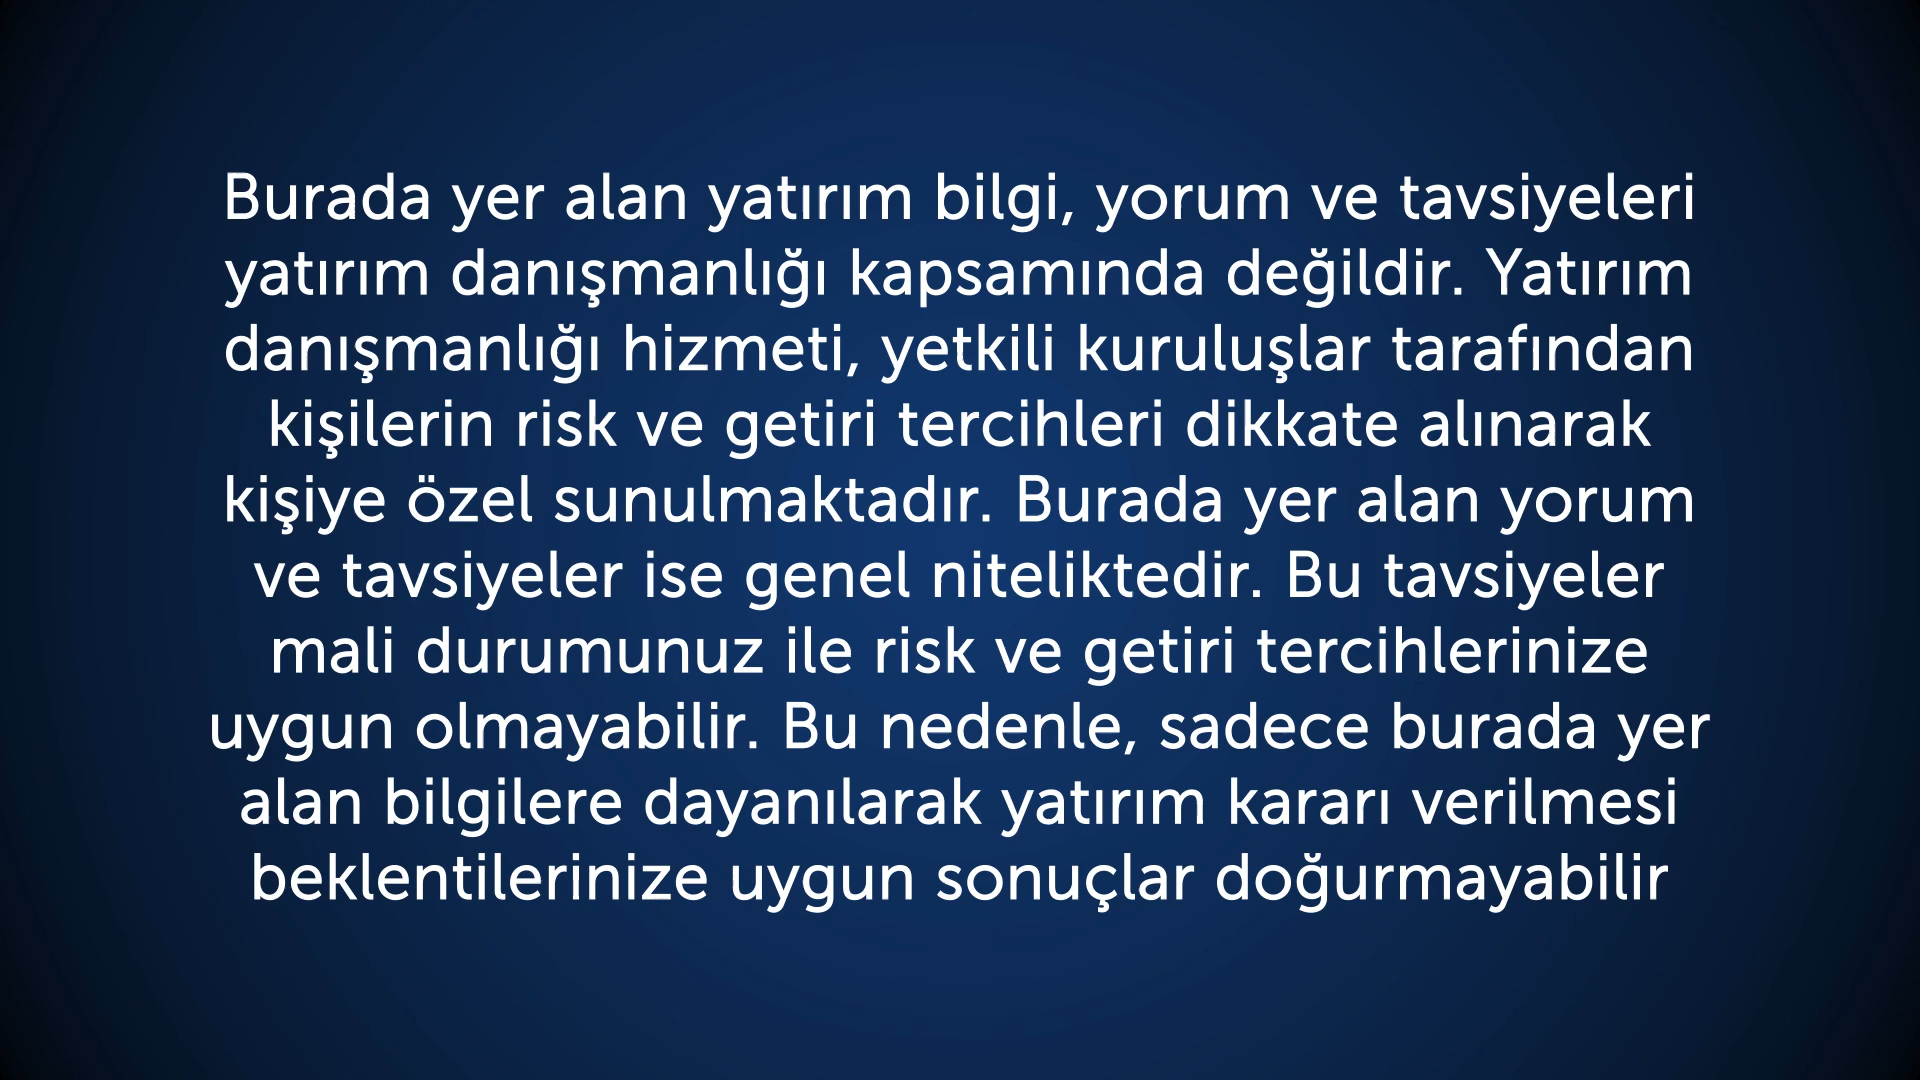 Burada yer alan yatırım bilgi, yorum ve tavsiyeleri
yatırım danışmanlığı kapsamında değildir. Yatırım
danışmanlığı hizmeti, yetkili kuruluşlar tarafından
kişilerin risk ve getiri tercihleri dikkate alınarak
kişiye özel sunulmaktadır. Burada yer alan yorum
ve tavsiyeler ise genel niteliktedir. Bu tavsiyeler
mali durumunuz ile risk ve getiri tercihlerinize
uygun olmayabilir. Bu nedenle, sadece burada yer
alan bilgilere dayanılarak yatırım kararı verilmesi
beklentilerinize uygun sonuçlar doğurmayabilir